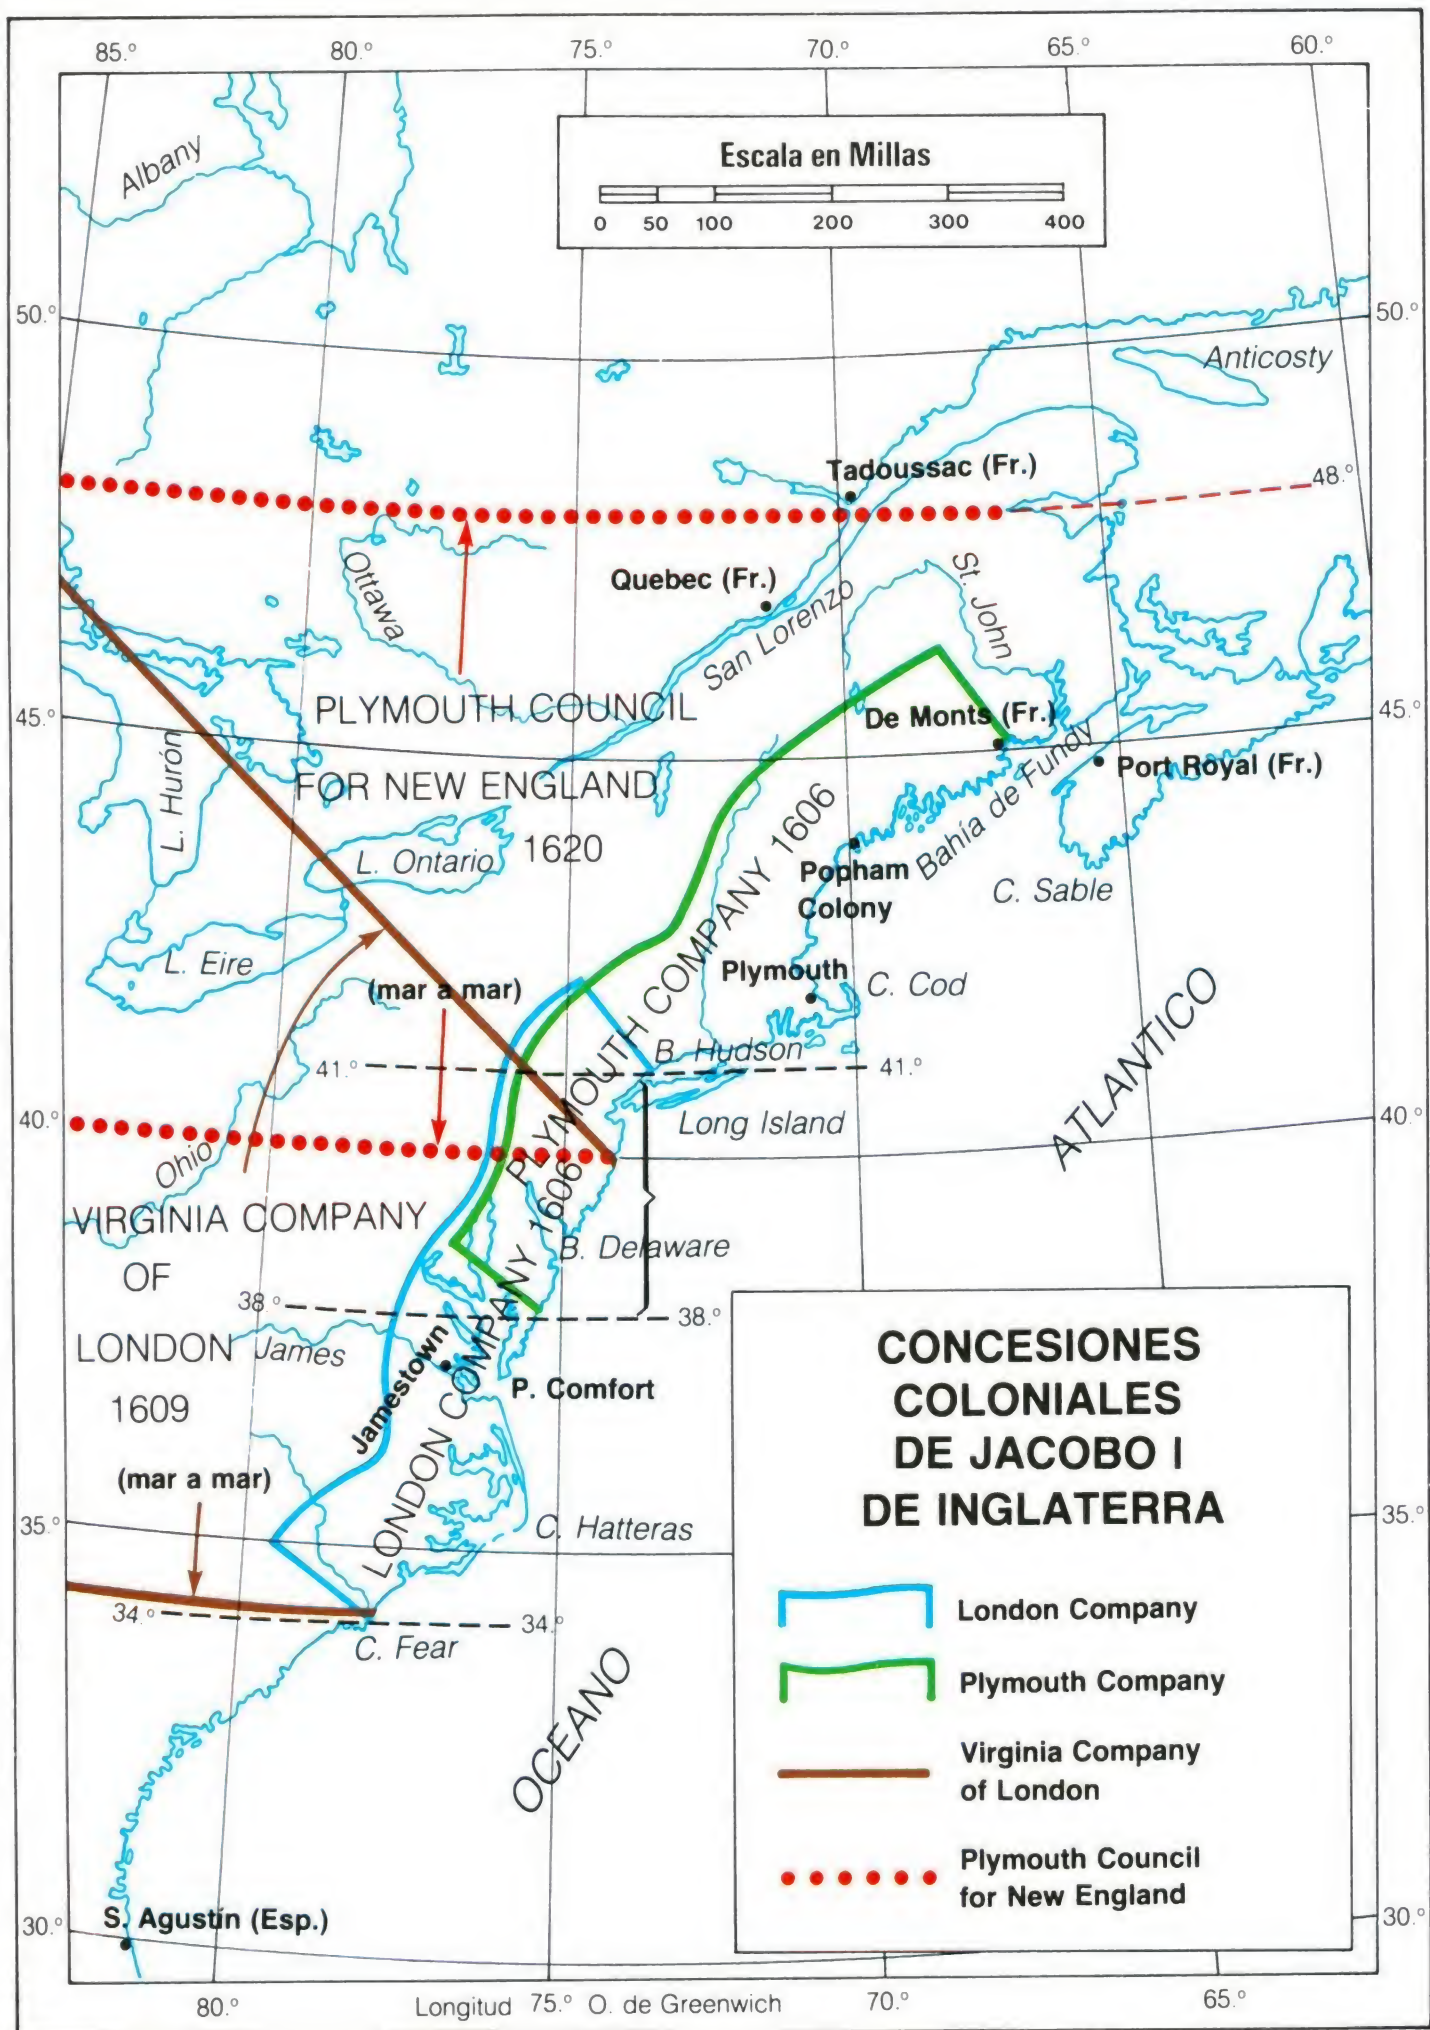 85.º 80.º 75.º 70.º 65.º 60.º
Escala en Millas
0 50 100 200 300 400
Albany
50.º 50.º
Anticosty
Tadoussac (Fr.)
48.º
Ottawa
Quebec (Fr.)
St. John
San Lorenzo
PLYMOUTH COUNCIL
FOR NEW ENGLAND
1620
45.º 45.º
De Monts (Fr.)
Port Royal (Fr.)
Bahía de Fundy
L. Hurón
L. Ontario
PLYMOUTH COMPANY 1606
Popham
Colony
C. Sable
L. Eire
Plymouth
C. Cod
(mar a mar)
B. Hudson
41.º 41.º
ATLANTICO
40.º 40.º
Long Island
Ohio
VIRGINIA COMPANY
OF
LONDON
1609
B. Delaware
38.º 38.º
James
Jamestown
P. Comfort
LONDON COMPANY 1606
(mar a mar)
35.º 35.º
C. Hatteras
34.º 34.º
C. Fear
OCEANO
S. Agustín (Esp.)
30.º 30.º
CONCESIONES
COLONIALES
DE JACOBO I
DE INGLATERRA
London Company
Plymouth Company
Virginia Company
of London
Plymouth Council
for New England
80.º Longitud 75.º O. de Greenwich 70.º 65.º